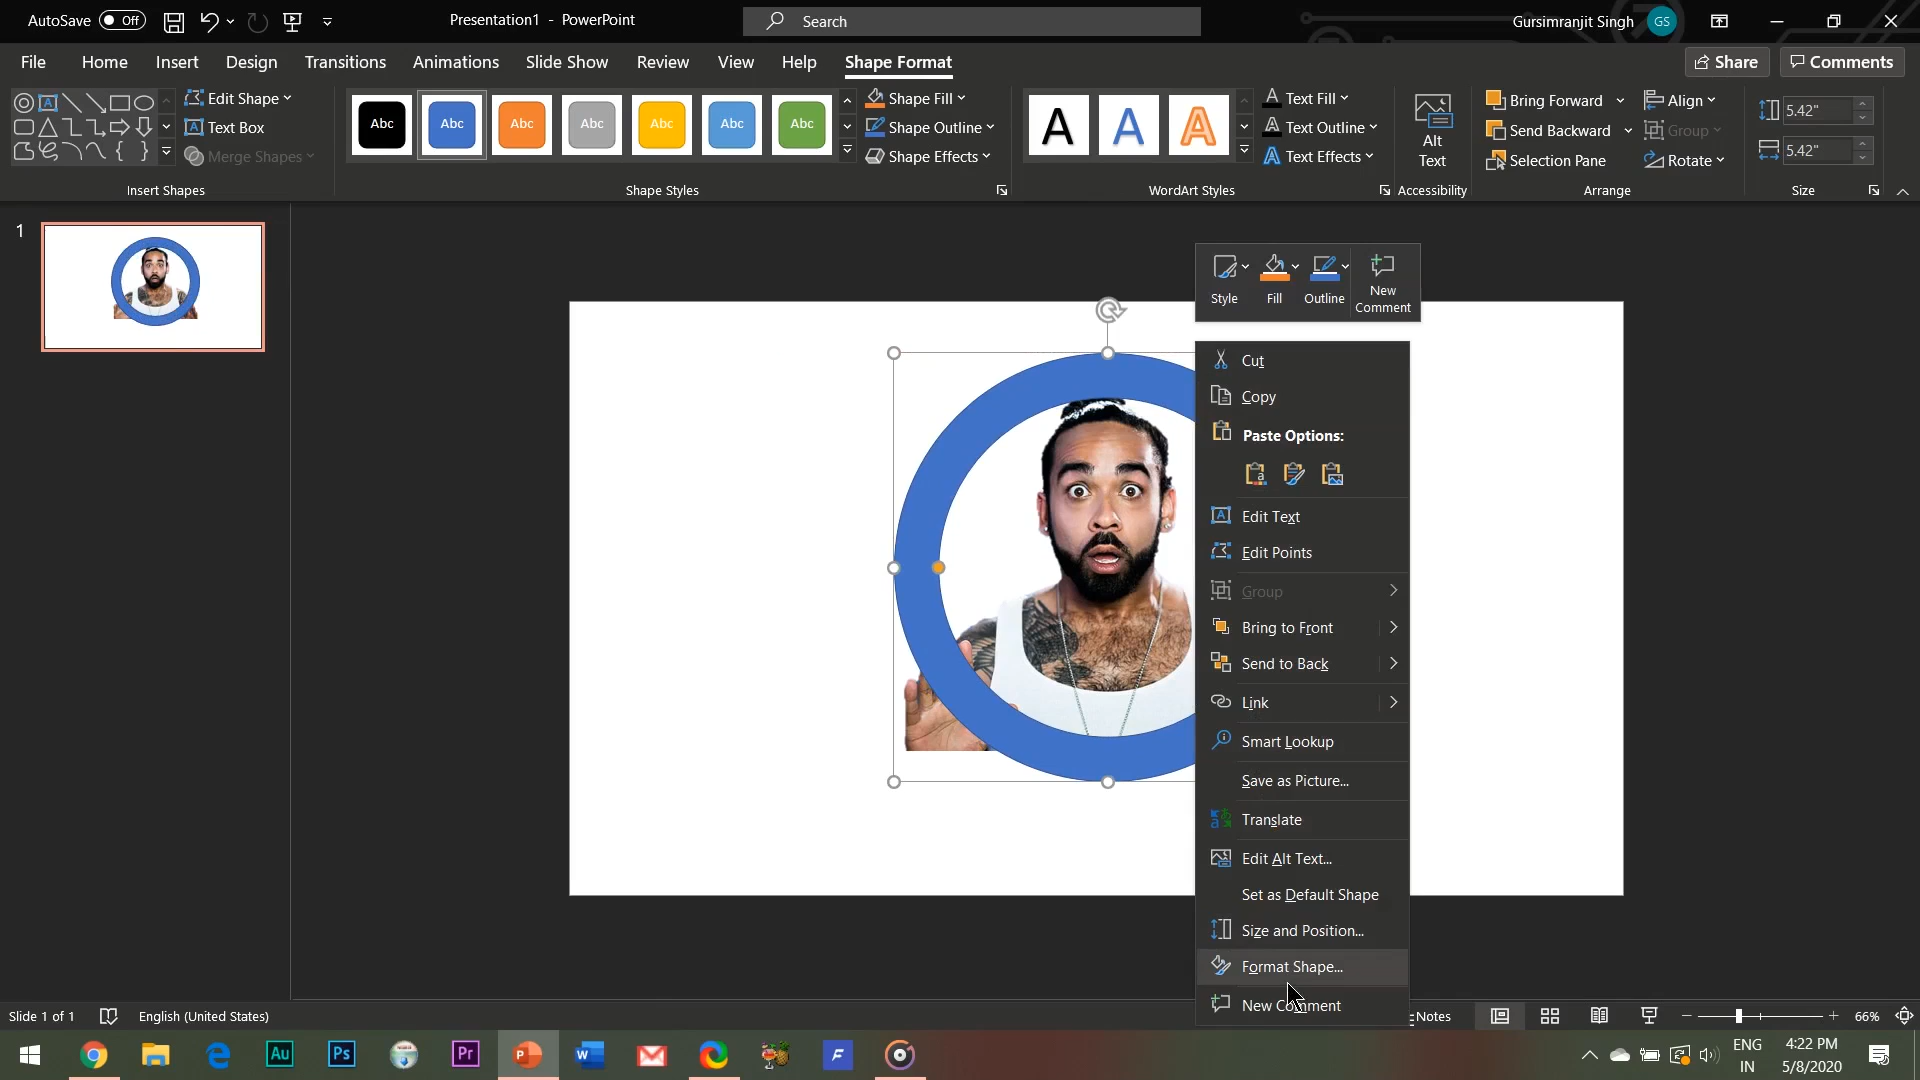 AutoSave Off
Presentation1 - PowerPoint
Search
Gursimranjit Singh GS
File Home Insert Design Transitions Animations Slide Show Review View Help Shape Format
Share Comments
Edit Shape
Text Box
Merge Shapes
Insert Shapes
Abc Abc Abc Abc Abc Abc Abc
Shape Fill
Shape Outline
Shape Effects
Shape Styles
A A A
Text Fill
Text Outline
Text Effects
WordArt Styles
Alt
Text
Accessibility
Bring Forward
Send Backward
Selection Pane
Align
Group
Rotate
Arrange
5.42"
5.42"
Size
1
Style Fill Outline New
Comment
Cut
Copy
Paste Options:
Edit Text
Edit Points
Group
Bring to Front
Send to Back
Link
Smart Lookup
Save as Picture...
Translate
Edit Alt Text...
Set as Default Shape
Size and Position...
Format Shape...
New Comment
Slide 1 of 1 English (United States) Notes 66%
Au Ps Pr P W F
ENG
IN
4:22 PM
5/8/2020